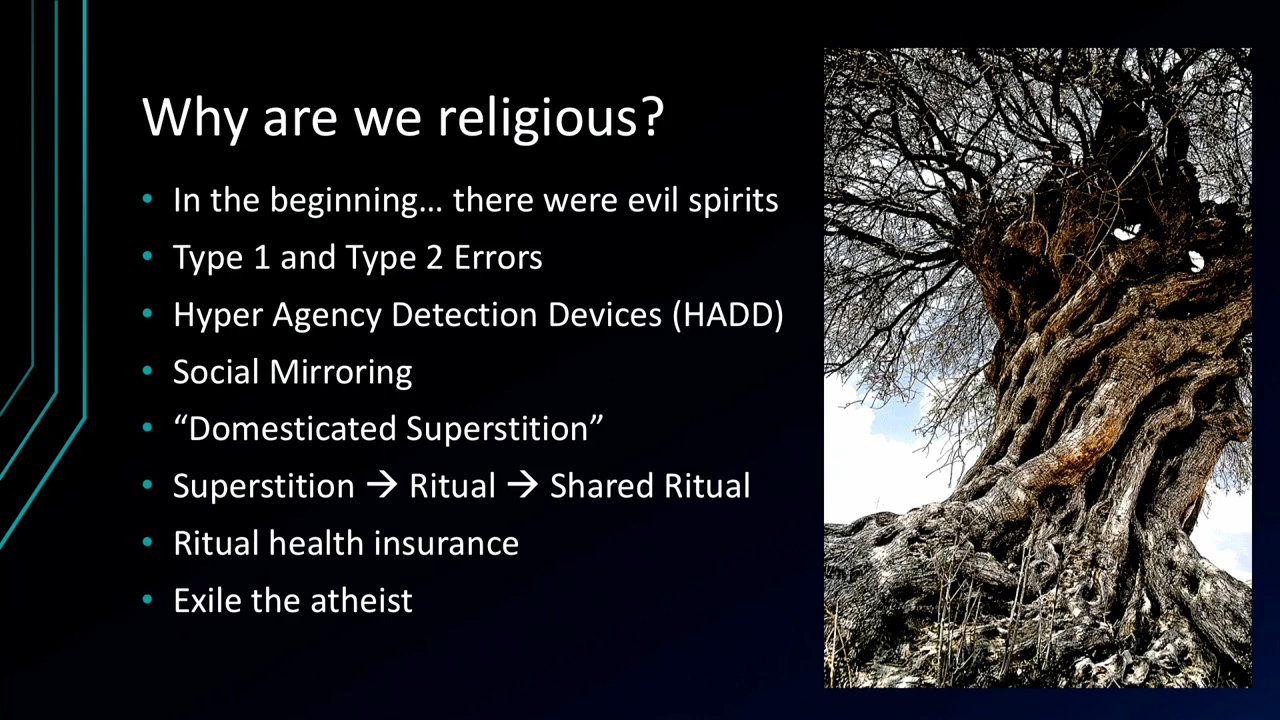 Why are we religious?
• In the beginning... there were evil spirits
• Type 1 and Type 2 Errors
• Hyper Agency Detection Devices (HADD)
• Social Mirroring
• “Domesticated Superstition”
• Superstition → Ritual → Shared Ritual
• Ritual health insurance
• Exile the atheist